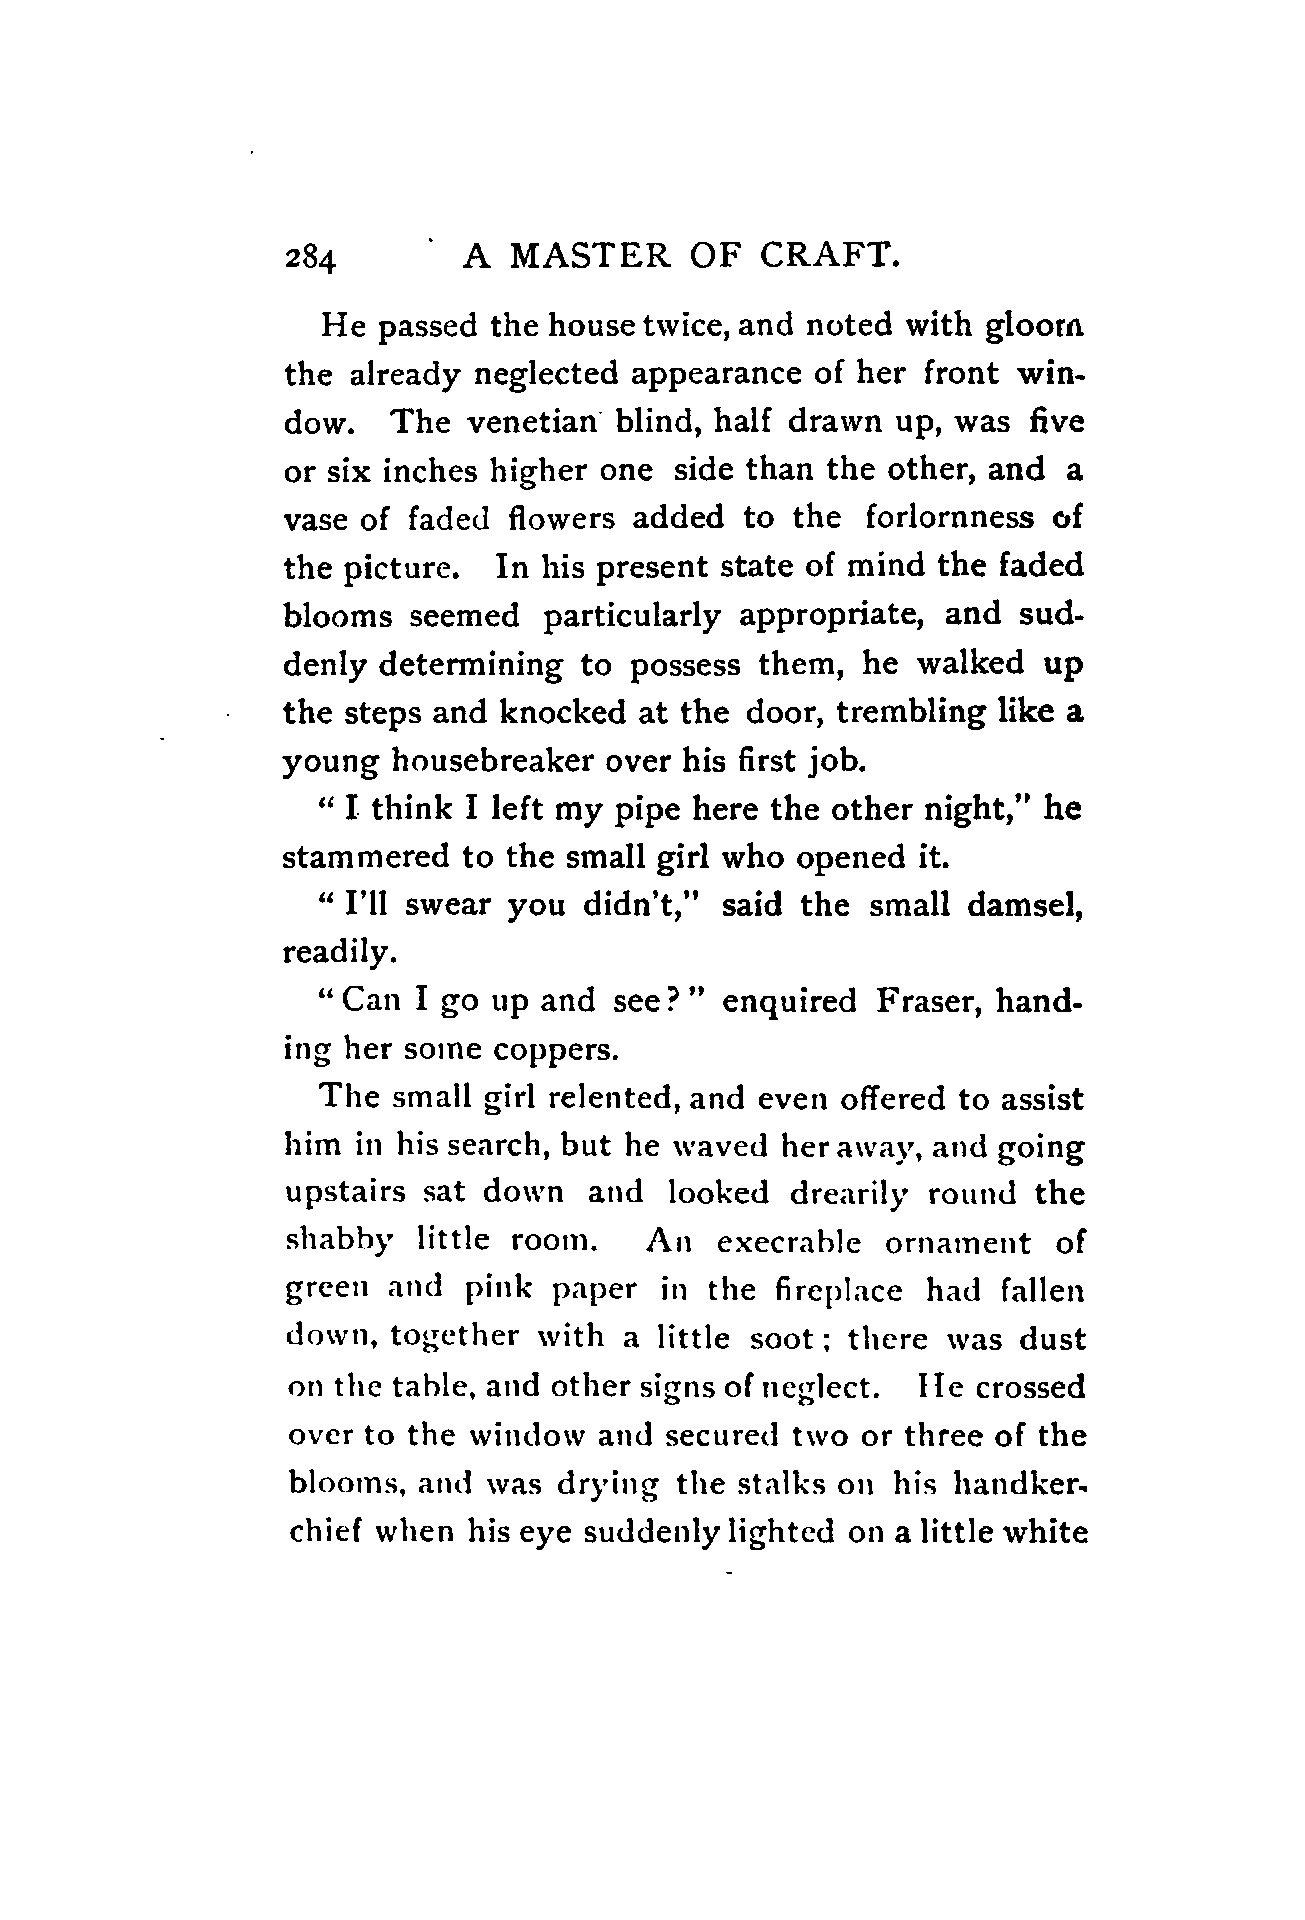 284 A MASTER OF CRAFT.
He passed the house twice, and noted with gloom
the already neglected appearance of her front win-
dow. The venetian blind, half drawn up, was five
or six inches higher one side than the other, and a
vase of faded flowers added to the forlornness of
the picture. In his present state of mind the faded
blooms seemed particularly appropriate, and sud-
denly determining to possess them, he walked up
the steps and knocked at the door, trembling like a
young housebreaker over his first job.
" I think I left my pipe here the other night," he
stammered to the small girl who opened it.
" I'll swear you didn't," said the small damsel,
readily.
" Can I go up and see ? " enquired Fraser, hand-
ing her some coppers.
The small girl relented, and even offered to assist
him in his search, but he waved her away, and going
upstairs sat down and looked drearily round the
shabby little room. An execrable ornament of
green and pink paper in the fireplace had fallen
down, together with a little soot ; there was dust
on the table, and other signs of neglect. He crossed
over to the window and secured two or three of the
blooms, and was drying the stalks on his handker-
chief when his eye suddenly lighted on a little white